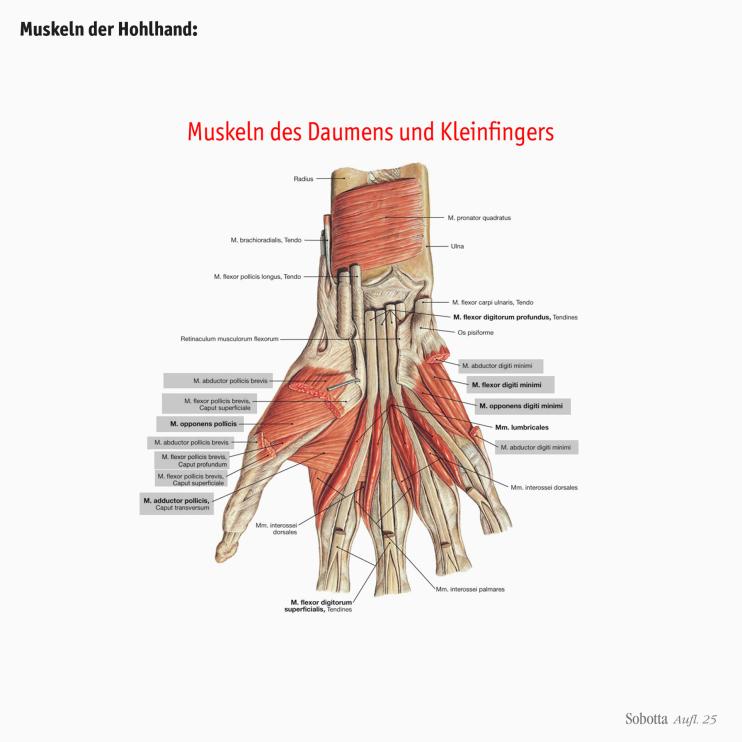 Muskeln der Hohlhand:
Muskeln des Daumens und Kleinfingers
Radius
M. pronator quadratus
M. brachioradialis, Tendo
Ulna
M. flexor pollicis longus, Tendo
M. flexor carpi ulnaris, Tendo
M. flexor digitorum profundus, Tendines
Os pisiforme
Retinaculum musculorum flexorum
M. abductor digiti minimi
M. abductor pollicis brevis
M. flexor digiti minimi
M. flexor pollicis brevis,
Caput superficiale
M. opponens digiti minimi
M. opponens pollicis
Mm. lumbricales
M. abductor pollicis brevis
M. abductor digiti minimi
M. flexor pollicis brevis,
Caput profundum
M. flexor pollicis brevis,
Caput superficiale
Mm. interossei dorsales
M. adductor pollicis,
Caput transversum
Mm. interossei
dorsales
Mm. interossei palmares
M. flexor digitorum
superficialis, Tendines
Sobotta Aufl. 25